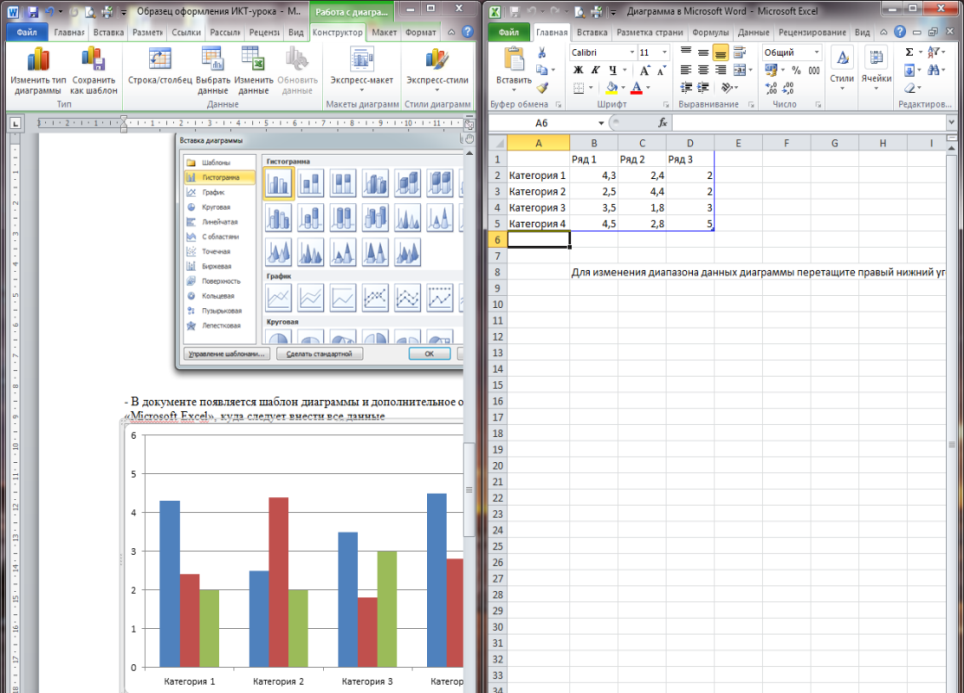 Образец оформления ИКТ-урока - М...
Работа с диагра...
Файл Главная Вставка Разметк Ссылки Рассылк Реценз Вид Конструктор Макет Формат
Изменить тип диаграммы
Сохранить как шаблон
Строка/столбец
Выбрать данные
Изменить данные
Обновить данные
Экспресс-макет
Экспресс-стили
Тип Данные Макеты диаграмм Стили диаграмм
Вставка диаграммы
Шаблоны
Гистограмма
График
Круговая
Линейчатая
С областями
Точечная
Биржевая
Поверхность
Кольцевая
Пузырьковая
Лепестковая
Гистограмма
График
Круговая
Управление шаблонами... Сделать стандартной ОК
- В документе появляется шаблон диаграммы и дополнительное о
«Microsoft Excel», куда следует внести все данные
6
5
4
3
2
1
0
Категория 1 Категория 2 Категория 3 Категор
Диаграмма в Microsoft Word - Microsoft Excel
Файл Главная Вставка Разметка страни Формулы Данные Рецензирование Вид
Вставить
Calibri 11
Ж К Ч
Общий
% 000
Стили
Ячейки
Буфер обмена Шрифт Выравнивание Число Редактиров...
A6 fx
A B C D E F G H I
1 Ряд 1 Ряд 2 Ряд 3
2 Категория 1 4,3 2,4 2
3 Категория 2 2,5 4,4 2
4 Категория 3 3,5 1,8 3
5 Категория 4 4,5 2,8 5
6
7
8 Для изменения диапазона данных диаграммы перетащите правый нижний уг
9
10
11
12
13
14
15
16
17
18
19
20
21
22
23
24
25
26
27
28
29
30
31
32
33
34